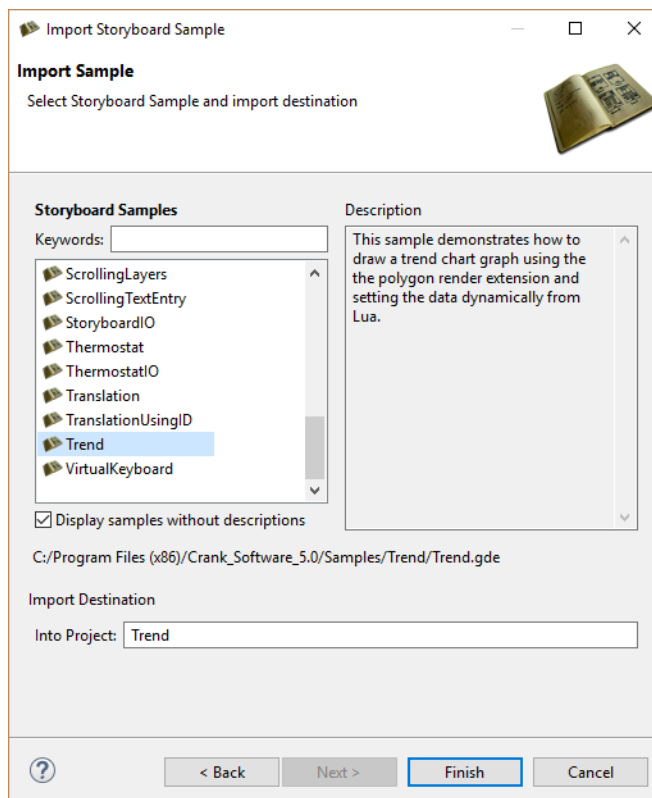 Import Storyboard Sample
Import Sample
Select Storyboard Sample and import destination
Storyboard Samples
Keywords:
ScrollingLayers
ScrollingTextEntry
StoryboardIO
Thermostat
ThermostatIO
Translation
TranslationUsingID
Trend
VirtualKeyboard
Display samples without descriptions
Description
This sample demonstrates how to
draw a trend chart graph using the
the polygon render extension and
setting the data dynamically from
Lua.
C:/Program Files (x86)/Crank_Software_5.0/Samples/Trend/Trend.gde
Import Destination
Into Project: Trend
? < Back Next > Finish Cancel